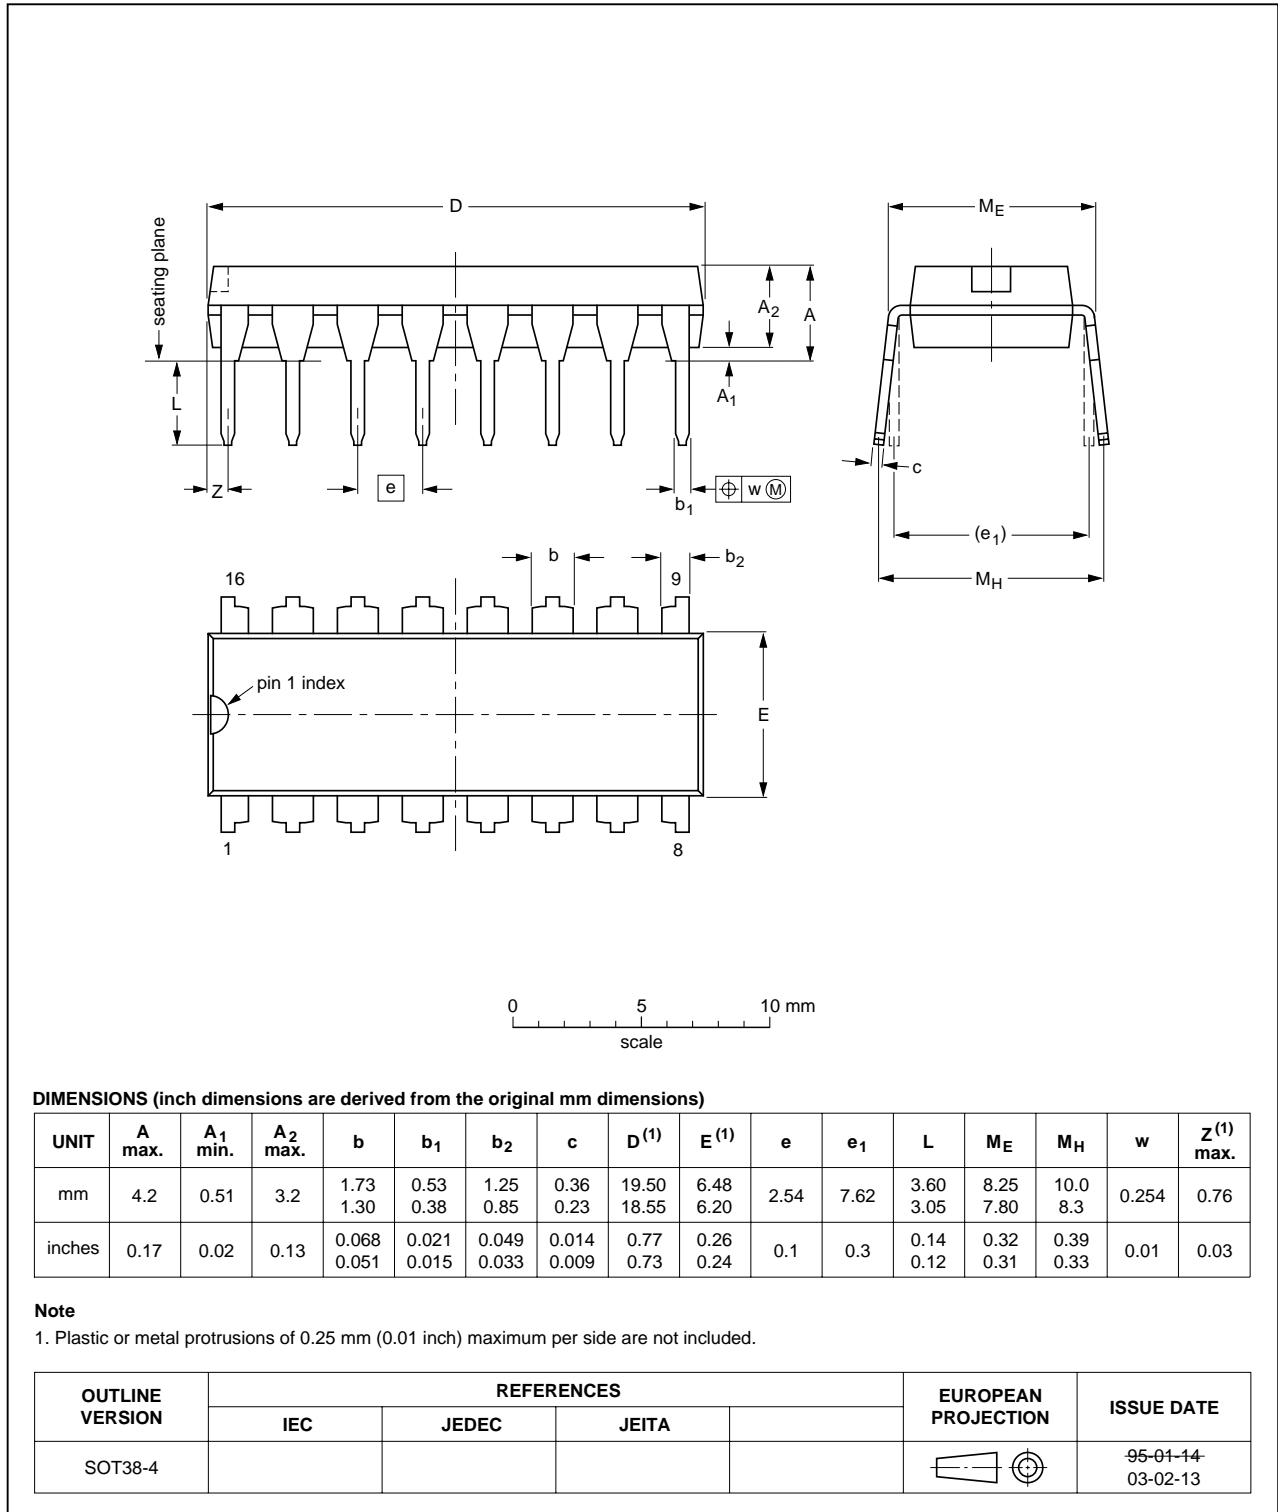 D
ME
seating plane
A2
A
A1
L
Z
e
b1
w M
c
(e1)
MH
b
b2
16
9
pin 1 index
E
1
8
0 5 10 mm
scale
DIMENSIONS (inch dimensions are derived from the original mm dimensions)
UNIT A max. A1 min. A2 max. b b1 b2 c D(1) E(1) e e1 L ME MH w Z(1) max.
mm 4.2 0.51 3.2 1.73 1.30 0.53 0.38 1.25 0.85 0.36 0.23 19.50 18.55 6.48 6.20 2.54 7.62 3.60 3.05 8.25 7.80 10.0 8.3 0.254 0.76
inches 0.17 0.02 0.13 0.068 0.051 0.021 0.015 0.049 0.033 0.014 0.009 0.77 0.73 0.26 0.24 0.1 0.3 0.14 0.12 0.32 0.31 0.39 0.33 0.01 0.03
Note
1. Plastic or metal protrusions of 0.25 mm (0.01 inch) maximum per side are not included.
OUTLINE VERSION REFERENCES EUROPEAN PROJECTION ISSUE DATE
IEC JEDEC JEITA
SOT38-4 95-01-14
03-02-13